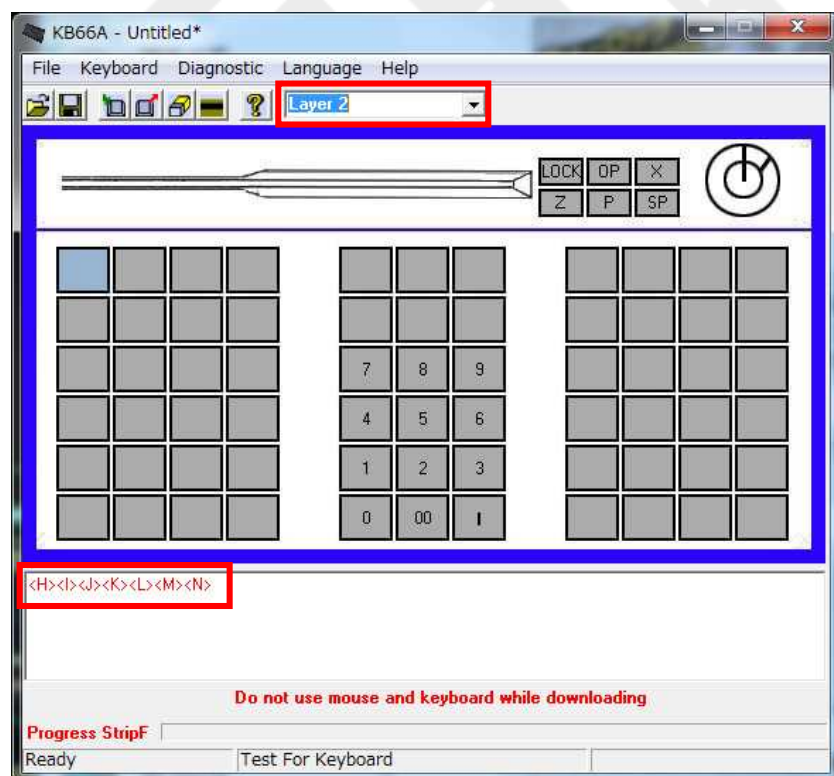 KB66A - Untitled*
File Keyboard Diagnostic Language Help
Layer 2
LOCK OP X
Z P SP
7 8 9
4 5 6
1 2 3
0 00 .
<H><I><J><K><L><M><N>
Do not use mouse and keyboard while downloading
Progress StripF
Ready Test For Keyboard